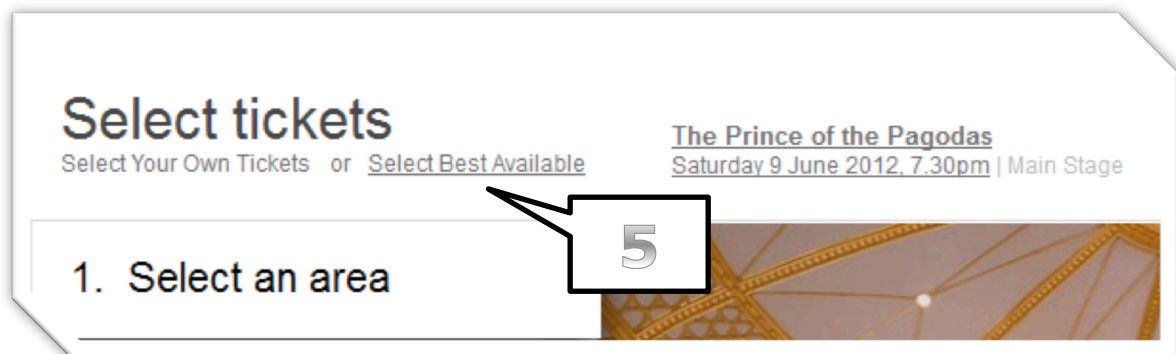 Select tickets
Select Your Own Tickets or Select Best Available
The Prince of the Pagodas
Saturday 9 June 2012, 7.30pm | Main Stage
5
1. Select an area